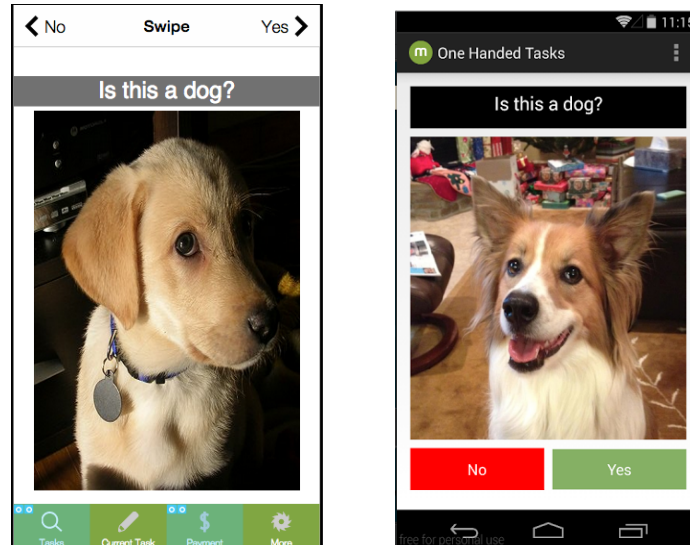 No
Swipe
Yes
Is this a dog?
Tasks
Current Task
Payment
More
11:15
m
One Handed Tasks
Is this a dog?
No
Yes
free for personal use